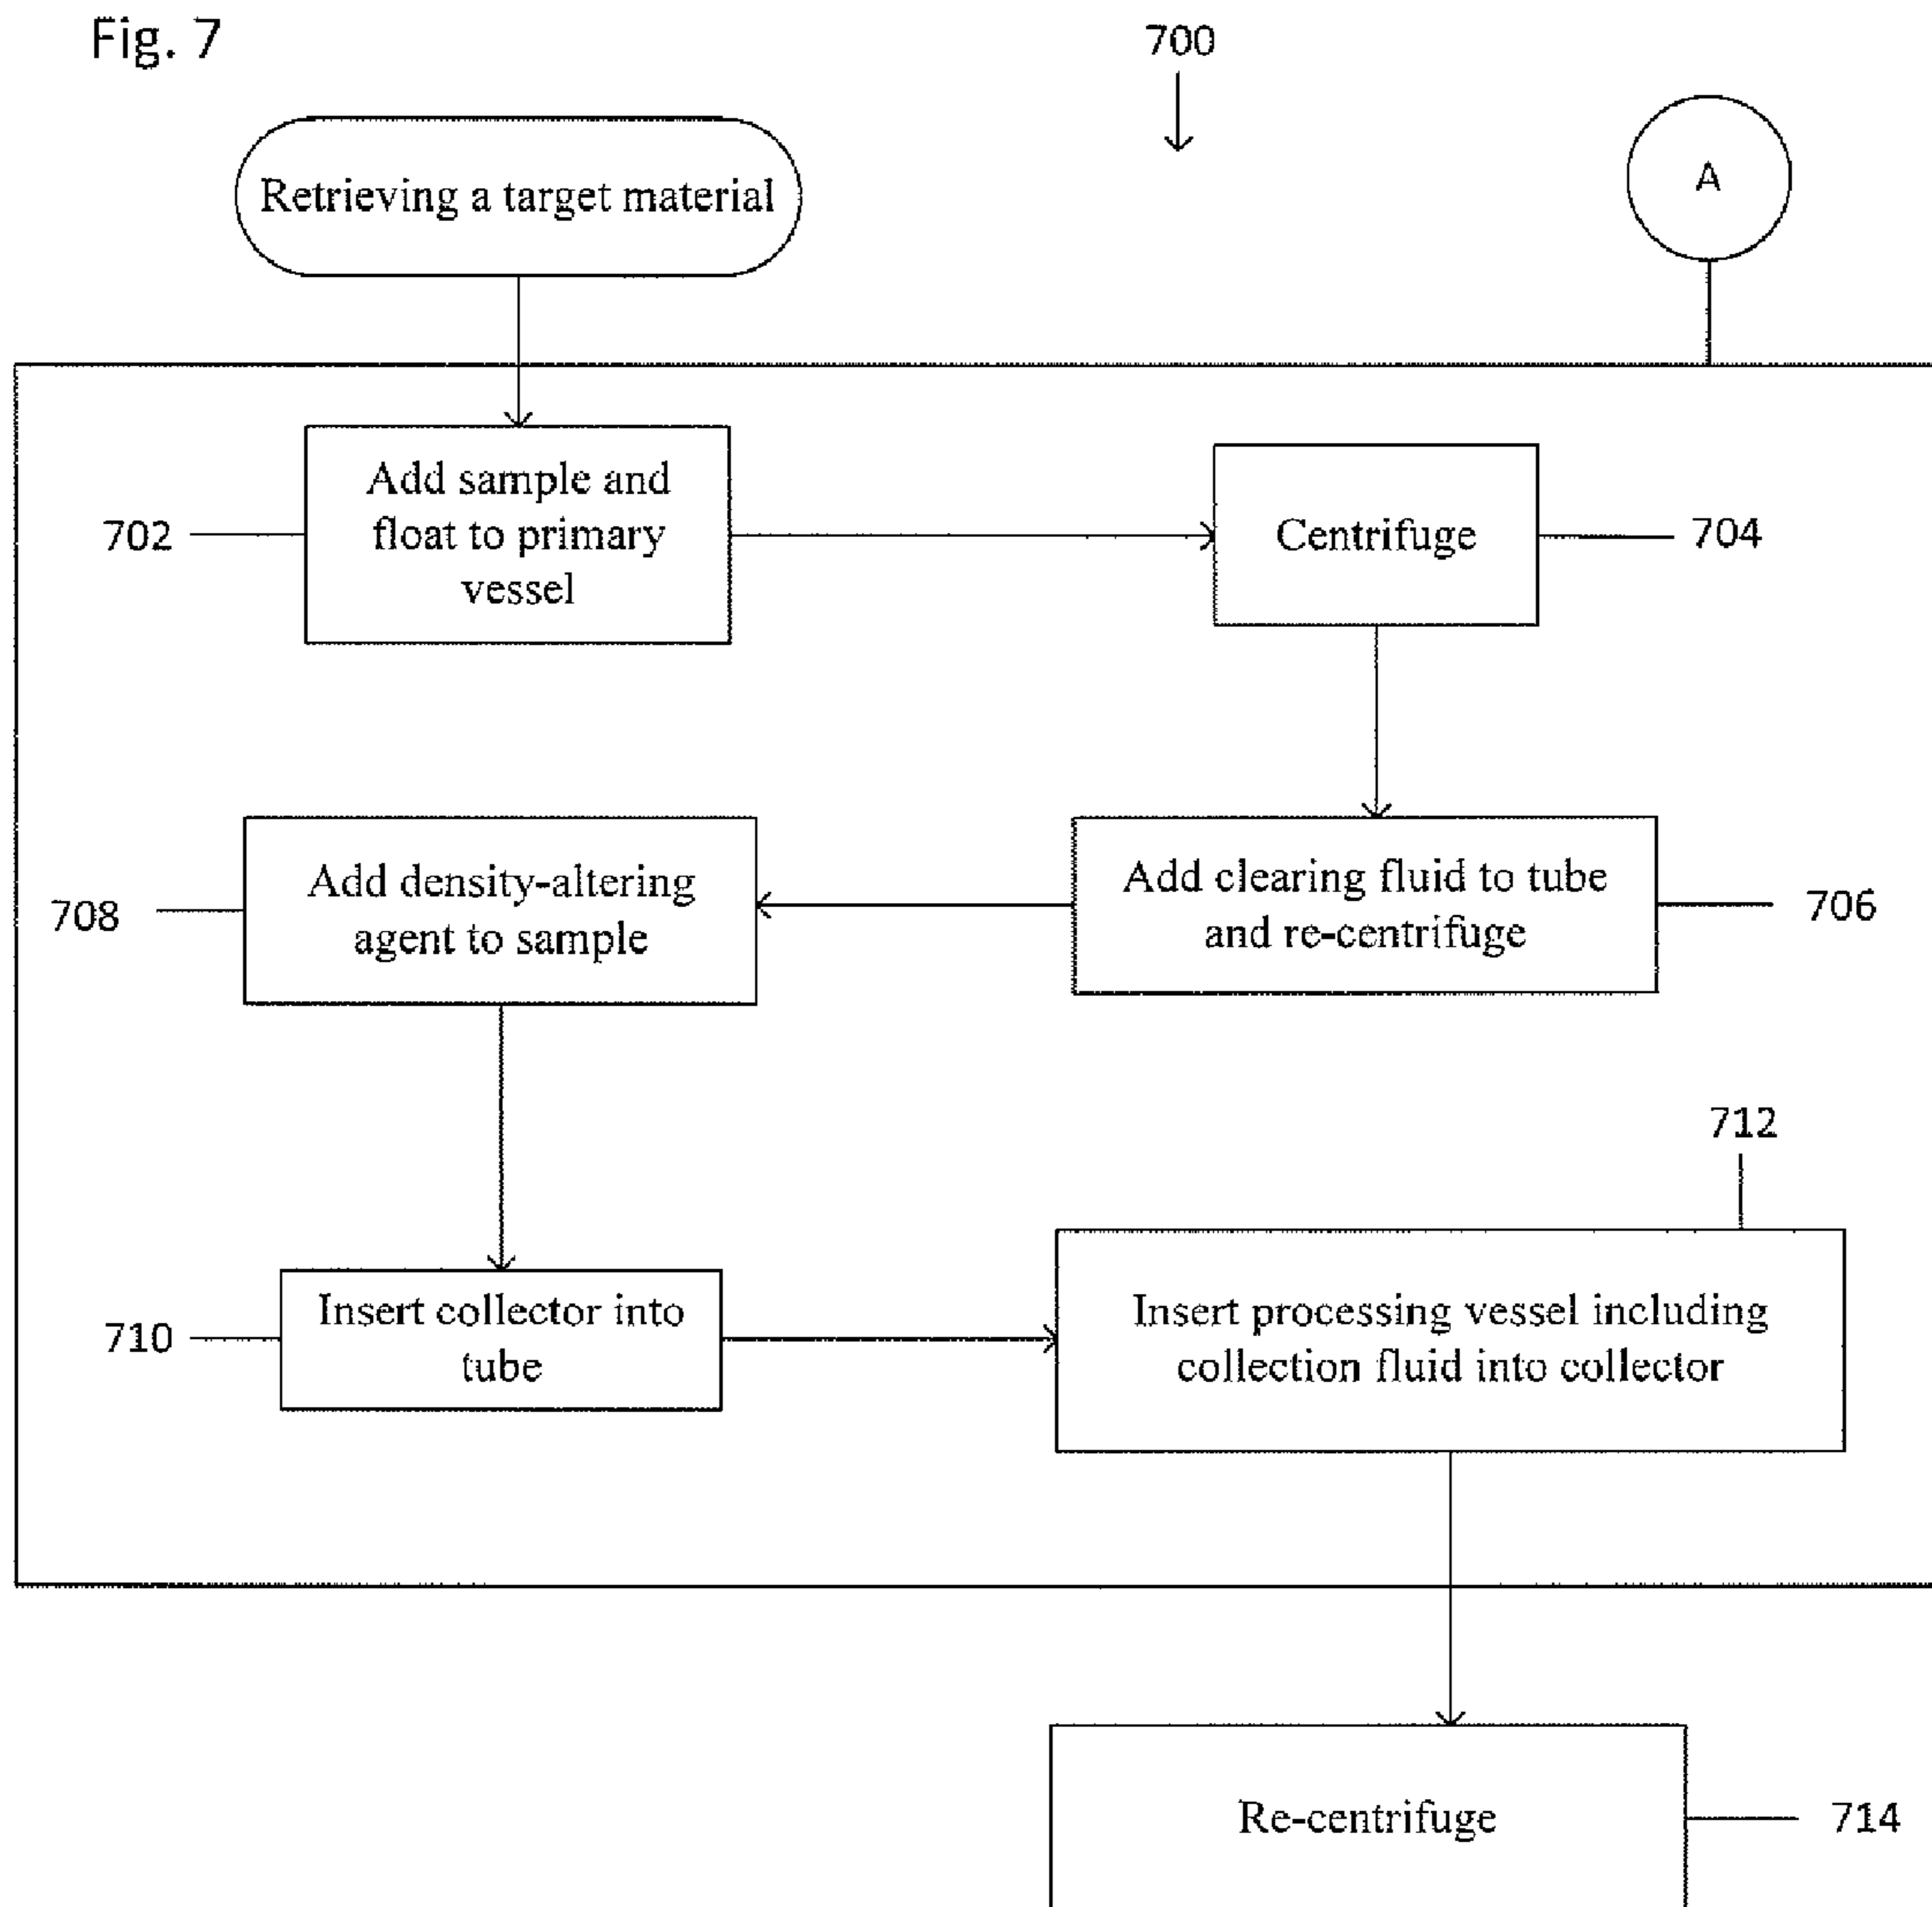 Fig. 7
700
Retrieving a target material
A
702
Add sample and
float to primary
vessel
Centrifuge
704
708
Add density-altering
agent to sample
Add clearing fluid to tube
and re-centrifuge
706
712
710
Insert collector into
tube
Insert processing vessel including
collection fluid into collector
Re-centrifuge
714